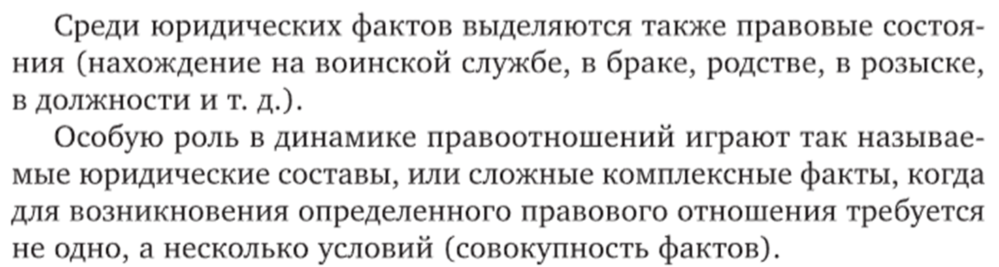 Среди юридических фактов выделяются также правовые состоя-
ния (нахождение на воинской службе, в браке, родстве, в розыске,
в должности и т. д.).
Особую роль в динамике правоотношений играют так называе-
мые юридические составы, или сложные комплексные факты, когда
для возникновения определенного правового отношения требуется
не одно, а несколько условий (совокупность фактов).